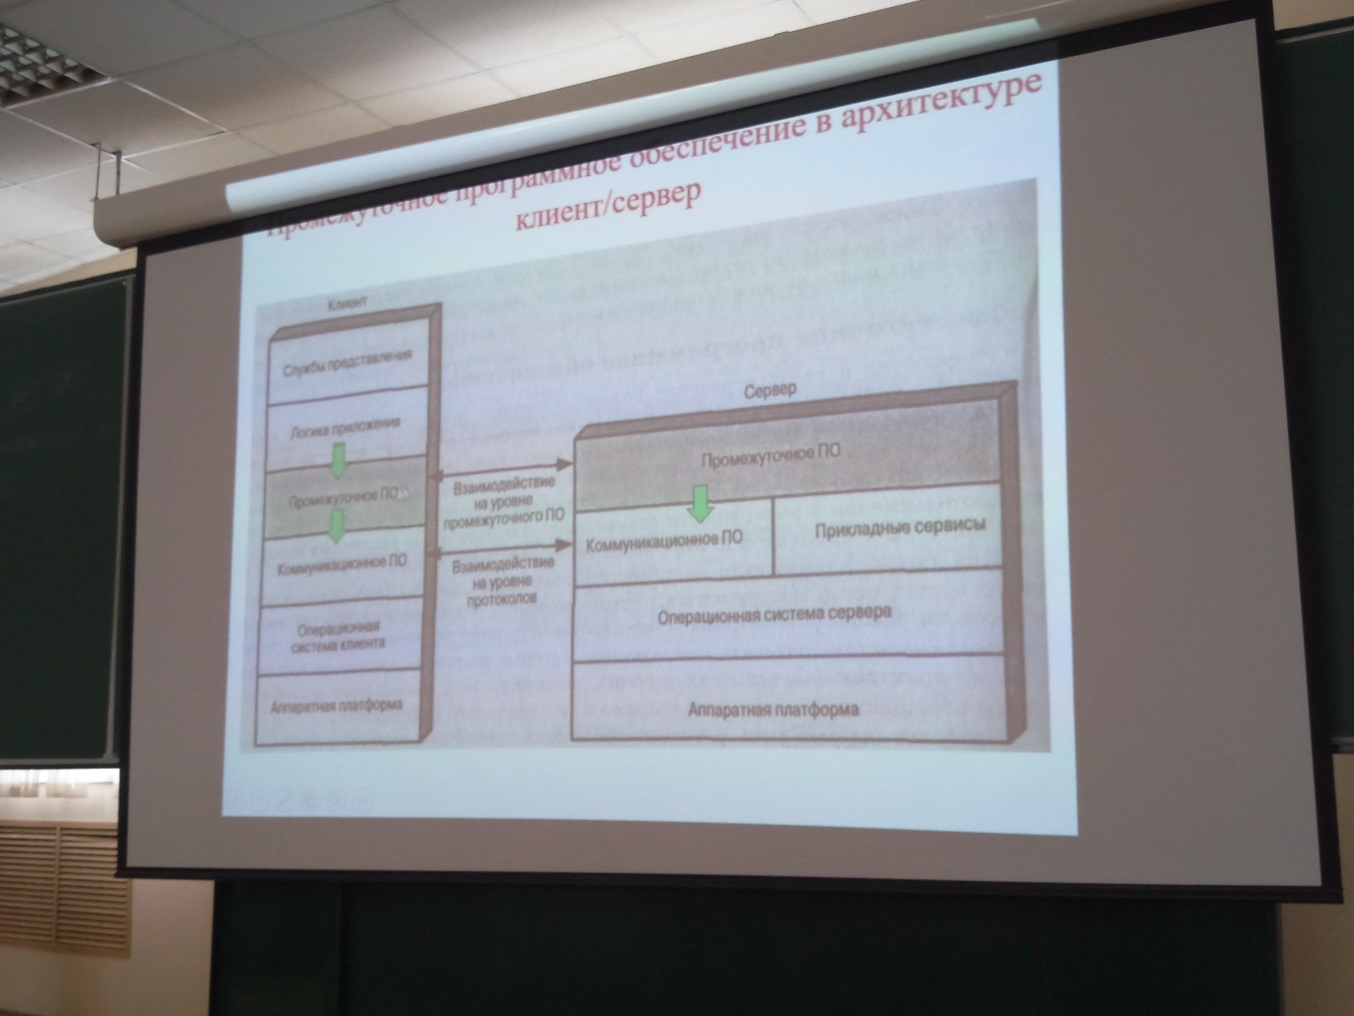 Промежуточное программное обеспечение в архитектуре
клиент/сервер
Клиент
Службы представления
Логика приложения
Промежуточное ПО
Коммуникационное ПО
Операционная
система клиента
Аппаратная платформа
Взаимодействие
на уровне
промежуточного ПО
Взаимодействие
на уровне
протоколов
Сервер
Промежуточное ПО
Коммуникационное ПО
Прикладные сервисы
Операционная система сервера
Аппаратная платформа